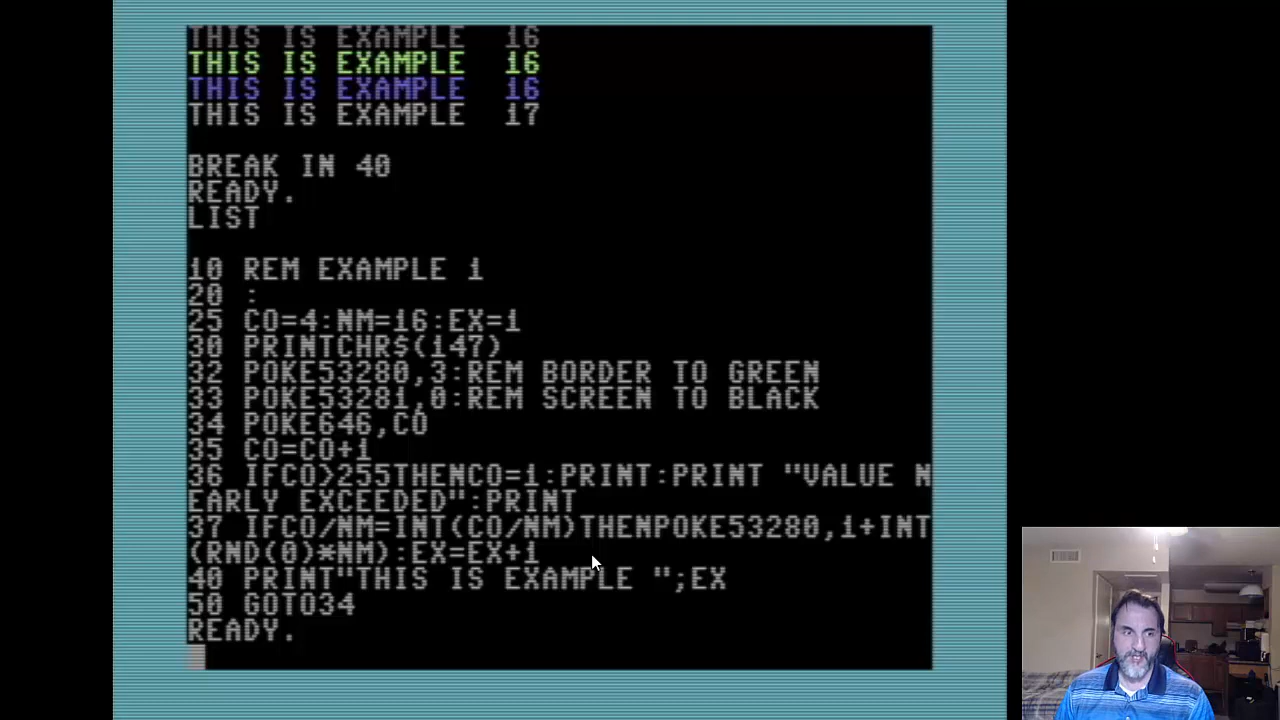 THIS IS EXAMPLE  16
THIS IS EXAMPLE  16
THIS IS EXAMPLE  16
THIS IS EXAMPLE  17
BREAK IN 40
READY.
LIST
10 REM EXAMPLE 1
20 :
25 CO=4:NM=16:EX=1
30 PRINTCHR$(147)
32 POKE53280,3:REM BORDER TO GREEN
33 POKE53281,0:REM SCREEN TO BLACK
34 POKE646,CO
35 CO=CO+1
36 IFCO>255THENCO=1:PRINT:PRINT "VALUE N
EARLY EXCEEDED":PRINT
37 IFCO/NM=INT(CO/NM)THENPOKE53280,1+INT
(RND(0)*NM):EX=EX+1
40 PRINT"THIS IS EXAMPLE ";EX
50 GOTO34
READY.